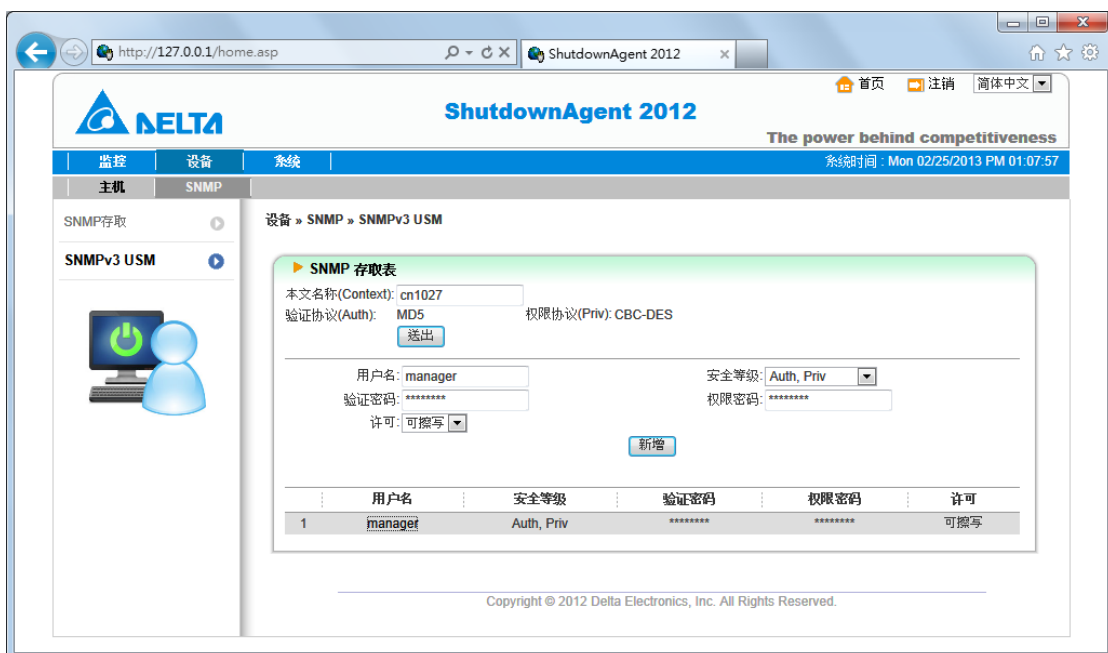 http://127.0.0.1/home.asp
ShutdownAgent 2012
首页 注销 简体中文
DELTA
ShutdownAgent 2012
The power behind competitiveness
监控 设备 系统
系统时间 : Mon 02/25/2013 PM 01:07:57
主机 SNMP
SNMP存取
SNMPv3 USM
设备 » SNMP » SNMPv3 USM
SNMP 存取表
本文名称(Context): cn1027
验证协议(Auth): MD5 权限协议(Priv): CBC-DES
送出
用户名: manager 安全等级: Auth, Priv
验证密码: ******** 权限密码: ********
许可: 可擦写
新增
用户名 安全等级 验证密码 权限密码 许可
1 manager Auth, Priv ******** ******** 可擦写
Copyright © 2012 Delta Electronics, Inc. All Rights Reserved.